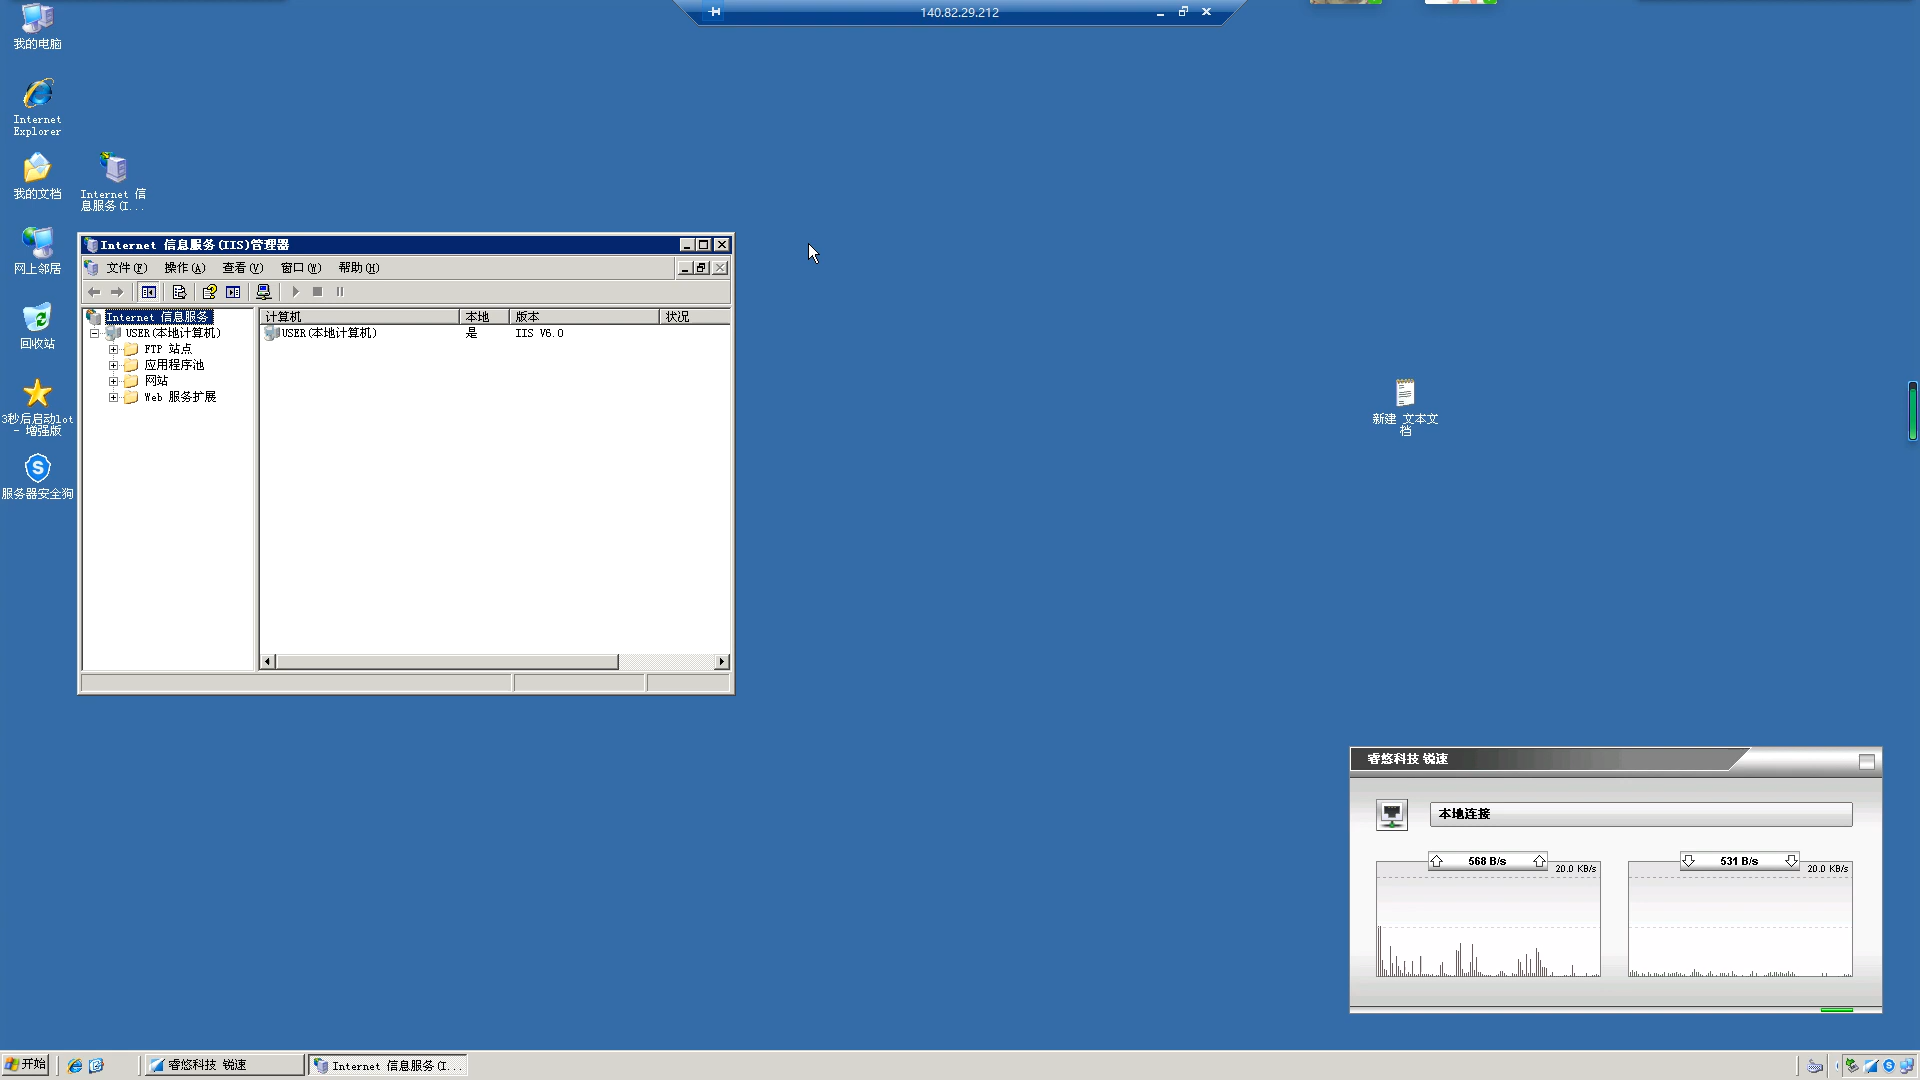 140.82.29.212
我的电脑
Internet
Explorer
我的文档
Internet 信
息服务(I...
网上邻居
回收站
3秒后启动lot
- 增强版
服务器安全狗
Internet 信息服务(IIS)管理器
文件(F) 操作(A) 查看(V) 窗口(W) 帮助(H)
Internet 信息服务
USER(本地计算机)
FTP 站点
应用程序池
网站
Web 服务扩展
计算机 本地 版本 状况
USER(本地计算机) 是 IIS V6.0
新建 文本文
档
睿悠科技 锐速
本地连接
568 B/s
20.0 KB/s
531 B/s
20.0 KB/s
开始
睿悠科技 锐速
Internet 信息服务(I...